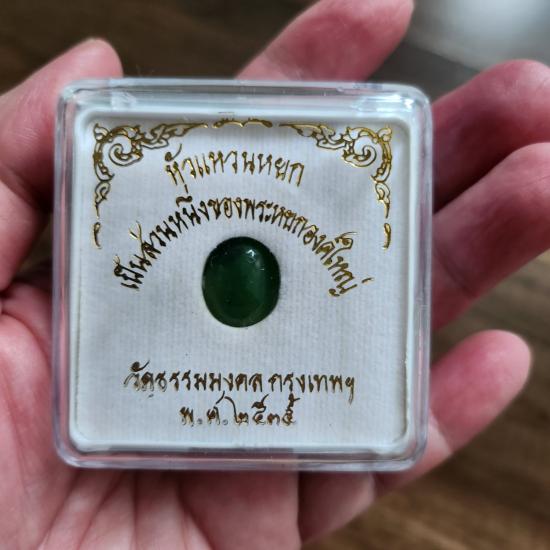 หัวแหวนหยก
เป็นส่วนหนึ่งของพระหยกองค์ใหญ่
วัดธรรมมงคล กรุงเทพฯ
พ.ศ.๒๕๓๕